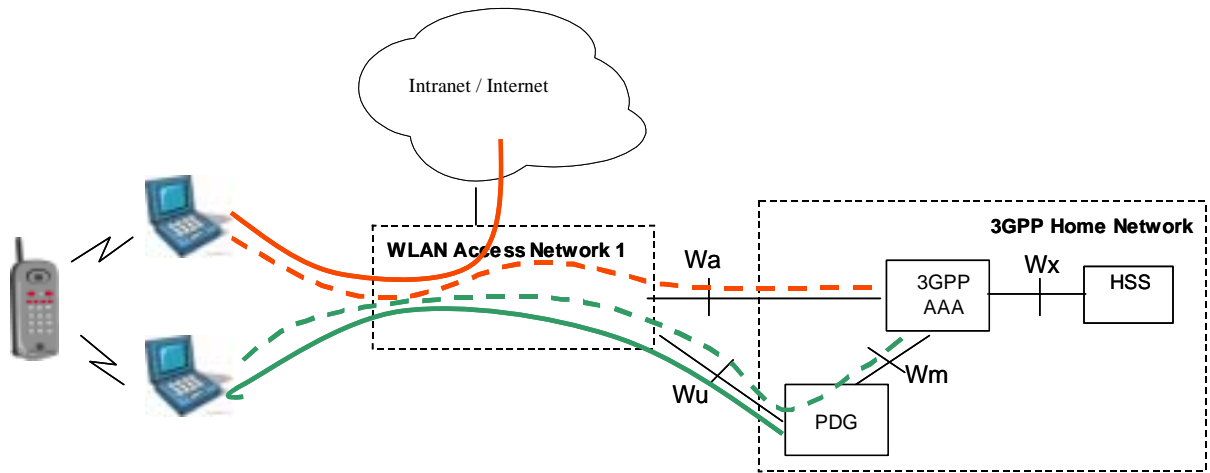 Intranet / Internet
3GPP Home Network
WLAN Access Network 1
Wa
3GPP
AAA
Wx
HSS
Wu
Wm
PDG